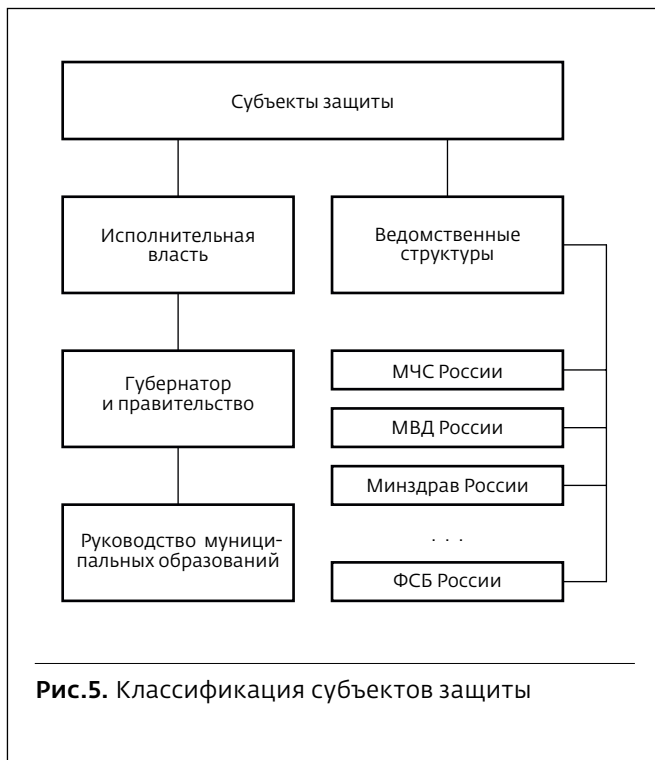 Субъекты защиты
Исполнительная
власть
Ведомственные
структуры
Губернатор
и правительство
МЧС России
МВД России
Минздрав России
Руководство муници-
пальных образований
. . .
ФСБ России
Рис.5. Классификация субъектов защиты